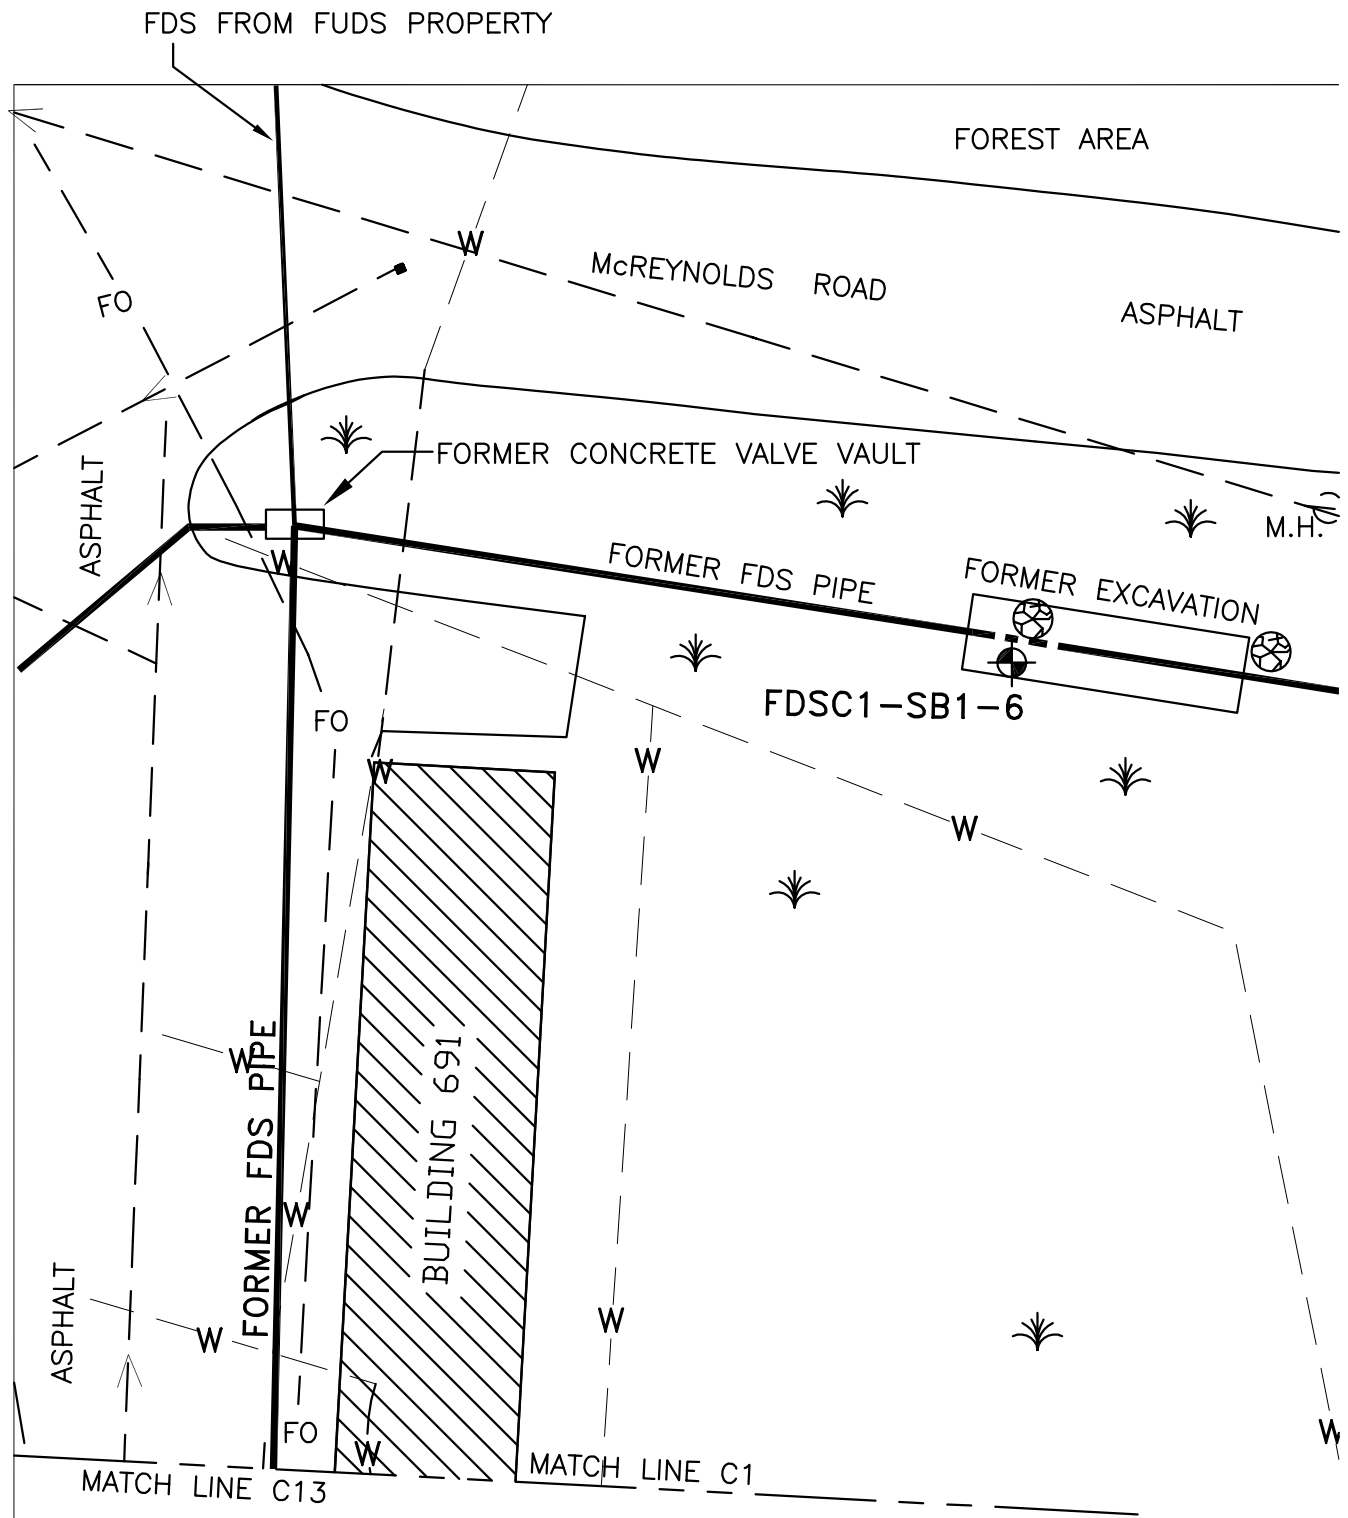 FDS FROM FUDS PROPERTY
FOREST AREA
W
McREYNOLDS ROAD
ASPHALT
FO
FORMER CONCRETE VALVE VAULT
ASPHALT
M.H.
W
FORMER FDS PIPE
FORMER EXCAVATION
FDSC1-SB1-6
FO
W
W
W
FORMER FDS PIPE
W
BUILDING 691
W
ASPHALT
W
W
FO
W
W
MATCH LINE C1
MATCH LINE C13